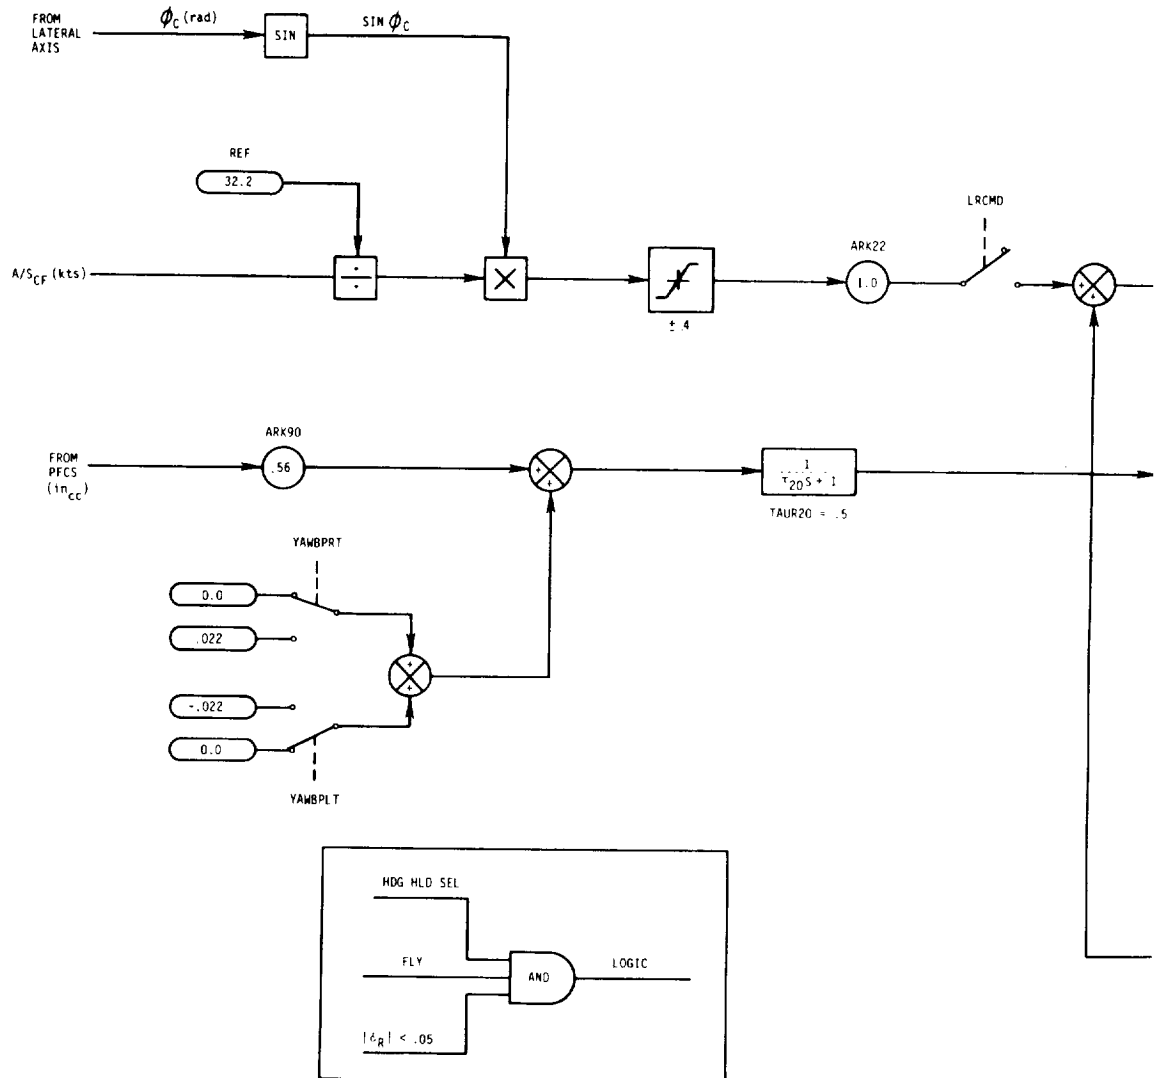 FROM
LATERAL
AXIS
ϕC (rad)
SIN
SIN ϕC
REF
32.2
LRCMD
A/SCF (kts)
÷
×
± .4
ARK22
1.0
+
+
FROM
PFCS
(incc)
ARK90
.56
+
+
1
τ20S + 1
TAUR20 = .5
YAWBPRT
0.0
.022
+
+
-.022
0.0
YAWBPLT
HDG HLD SEL
FLY
AND
LOGIC
< .05